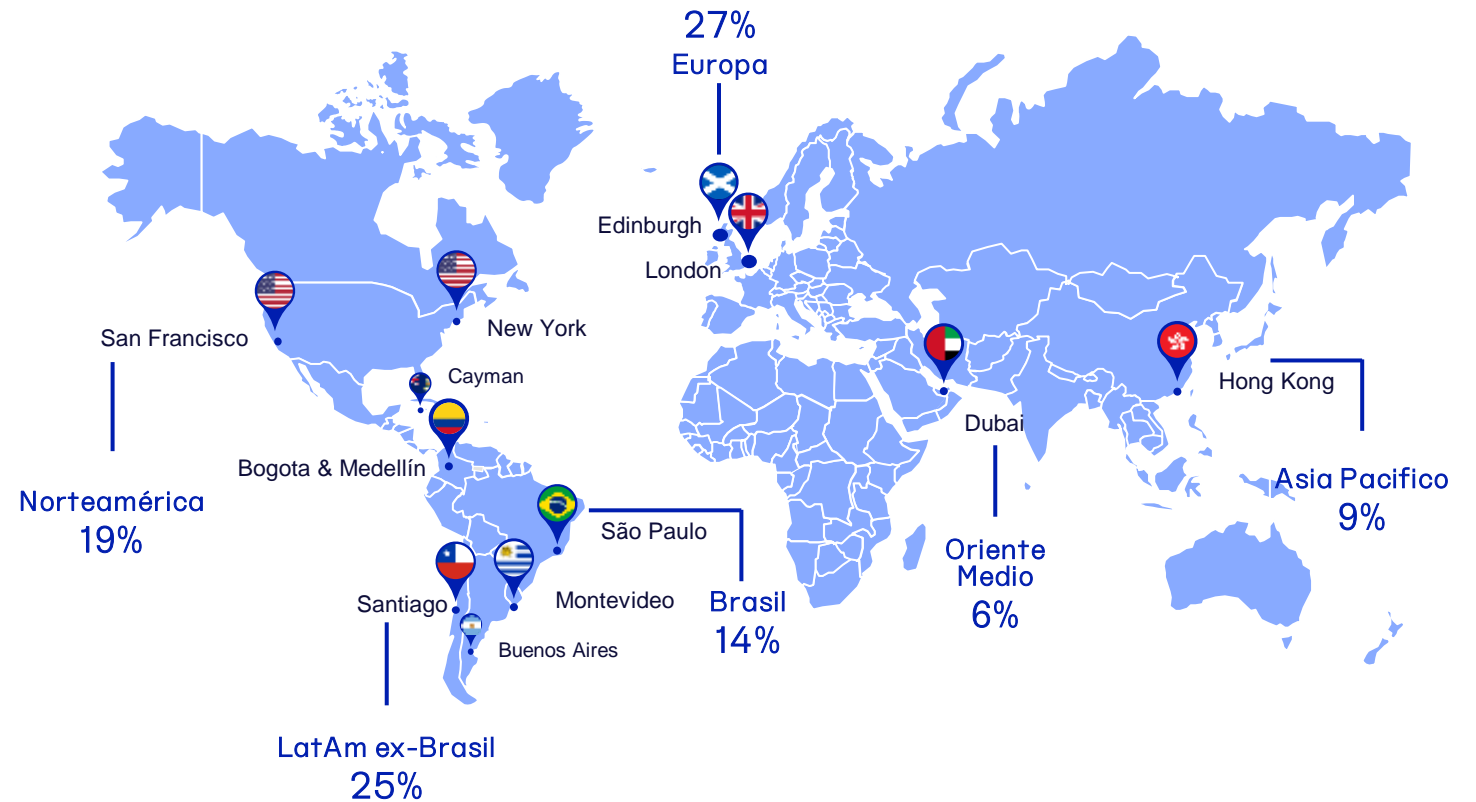 27%
Europa
Edinburgh
London
San Francisco
New York
Cayman
Hong Kong
Dubai
Bogota & Medellín
Norteamérica
19%
Asia Pacifico
9%
São Paulo
Oriente
Medio
6%
Santiago
Montevideo
Brasil
14%
Buenos Aires
LatAm ex-Brasil
25%